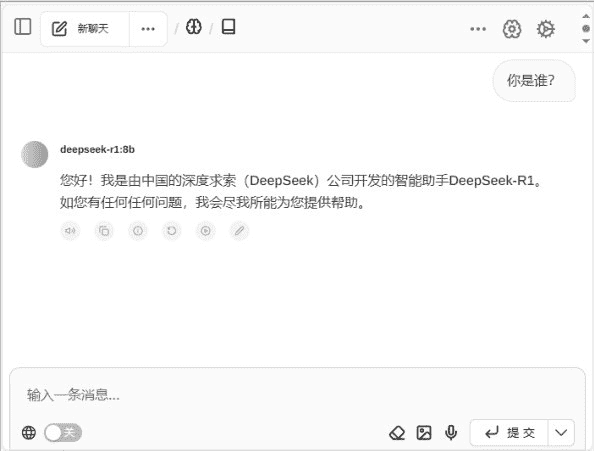 新聊天
你是谁？
deepseek-r1:8b
您好！我是由中国的深度求索（DeepSeek）公司开发的智能助手DeepSeek-R1。
如您有任何任何问题，我会尽我所能为您提供帮助。
输入一条消息...
关
提交